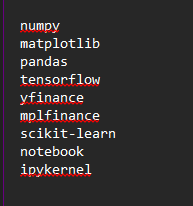 numpy
matplotlib
pandas
tensorflow
yfinance
mplfinance
scikit-learn
notebook
ipykernel